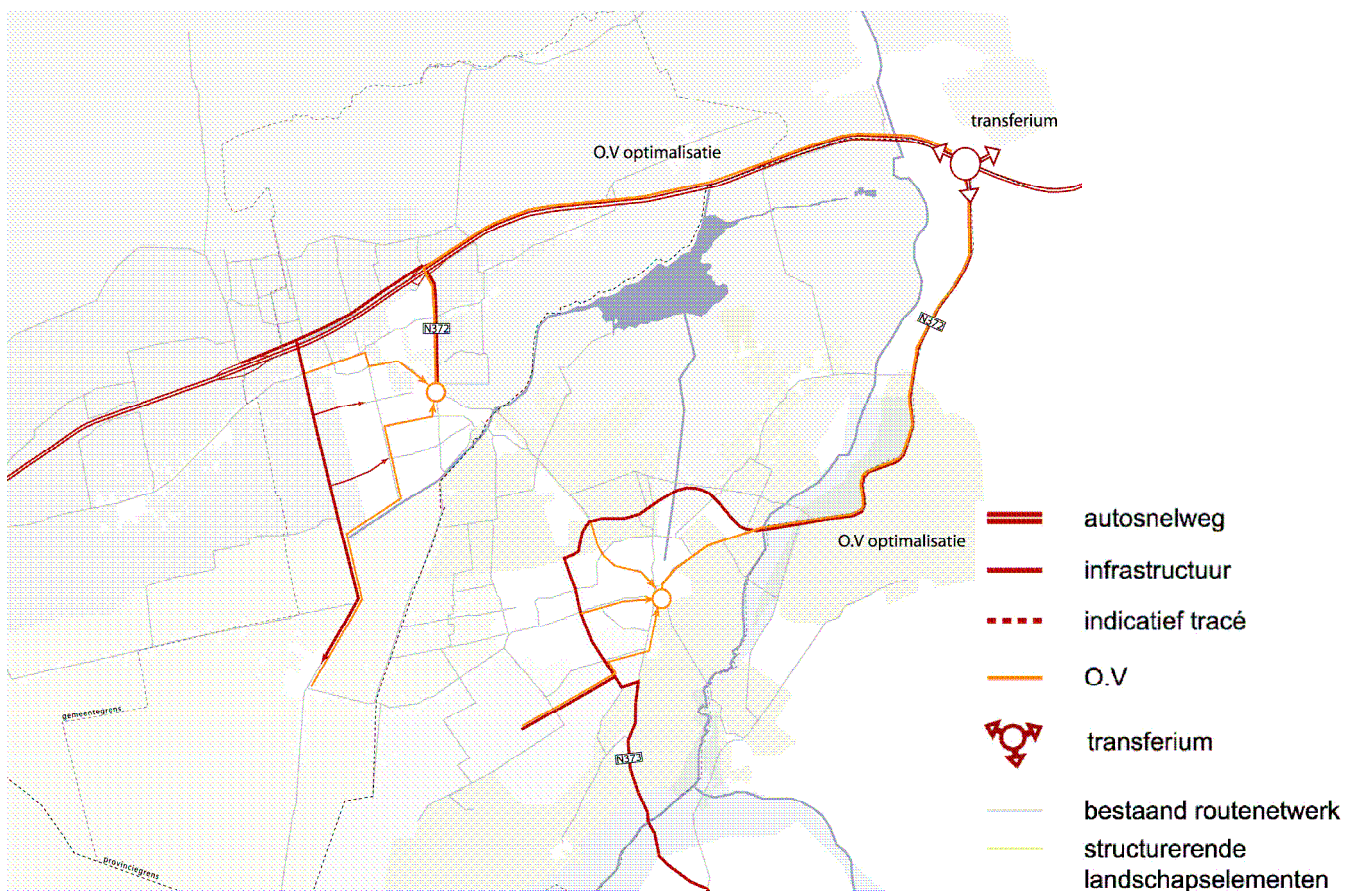 transferium
O.V optimalisatie
N372
N372
O.V optimalisatie
N373
gemeentegrens
provinciegrens
autosnelweg
infrastructuur
indicatief tracé
O.V
transferium
bestaand routenetwerk
structurerende
landschapselementen